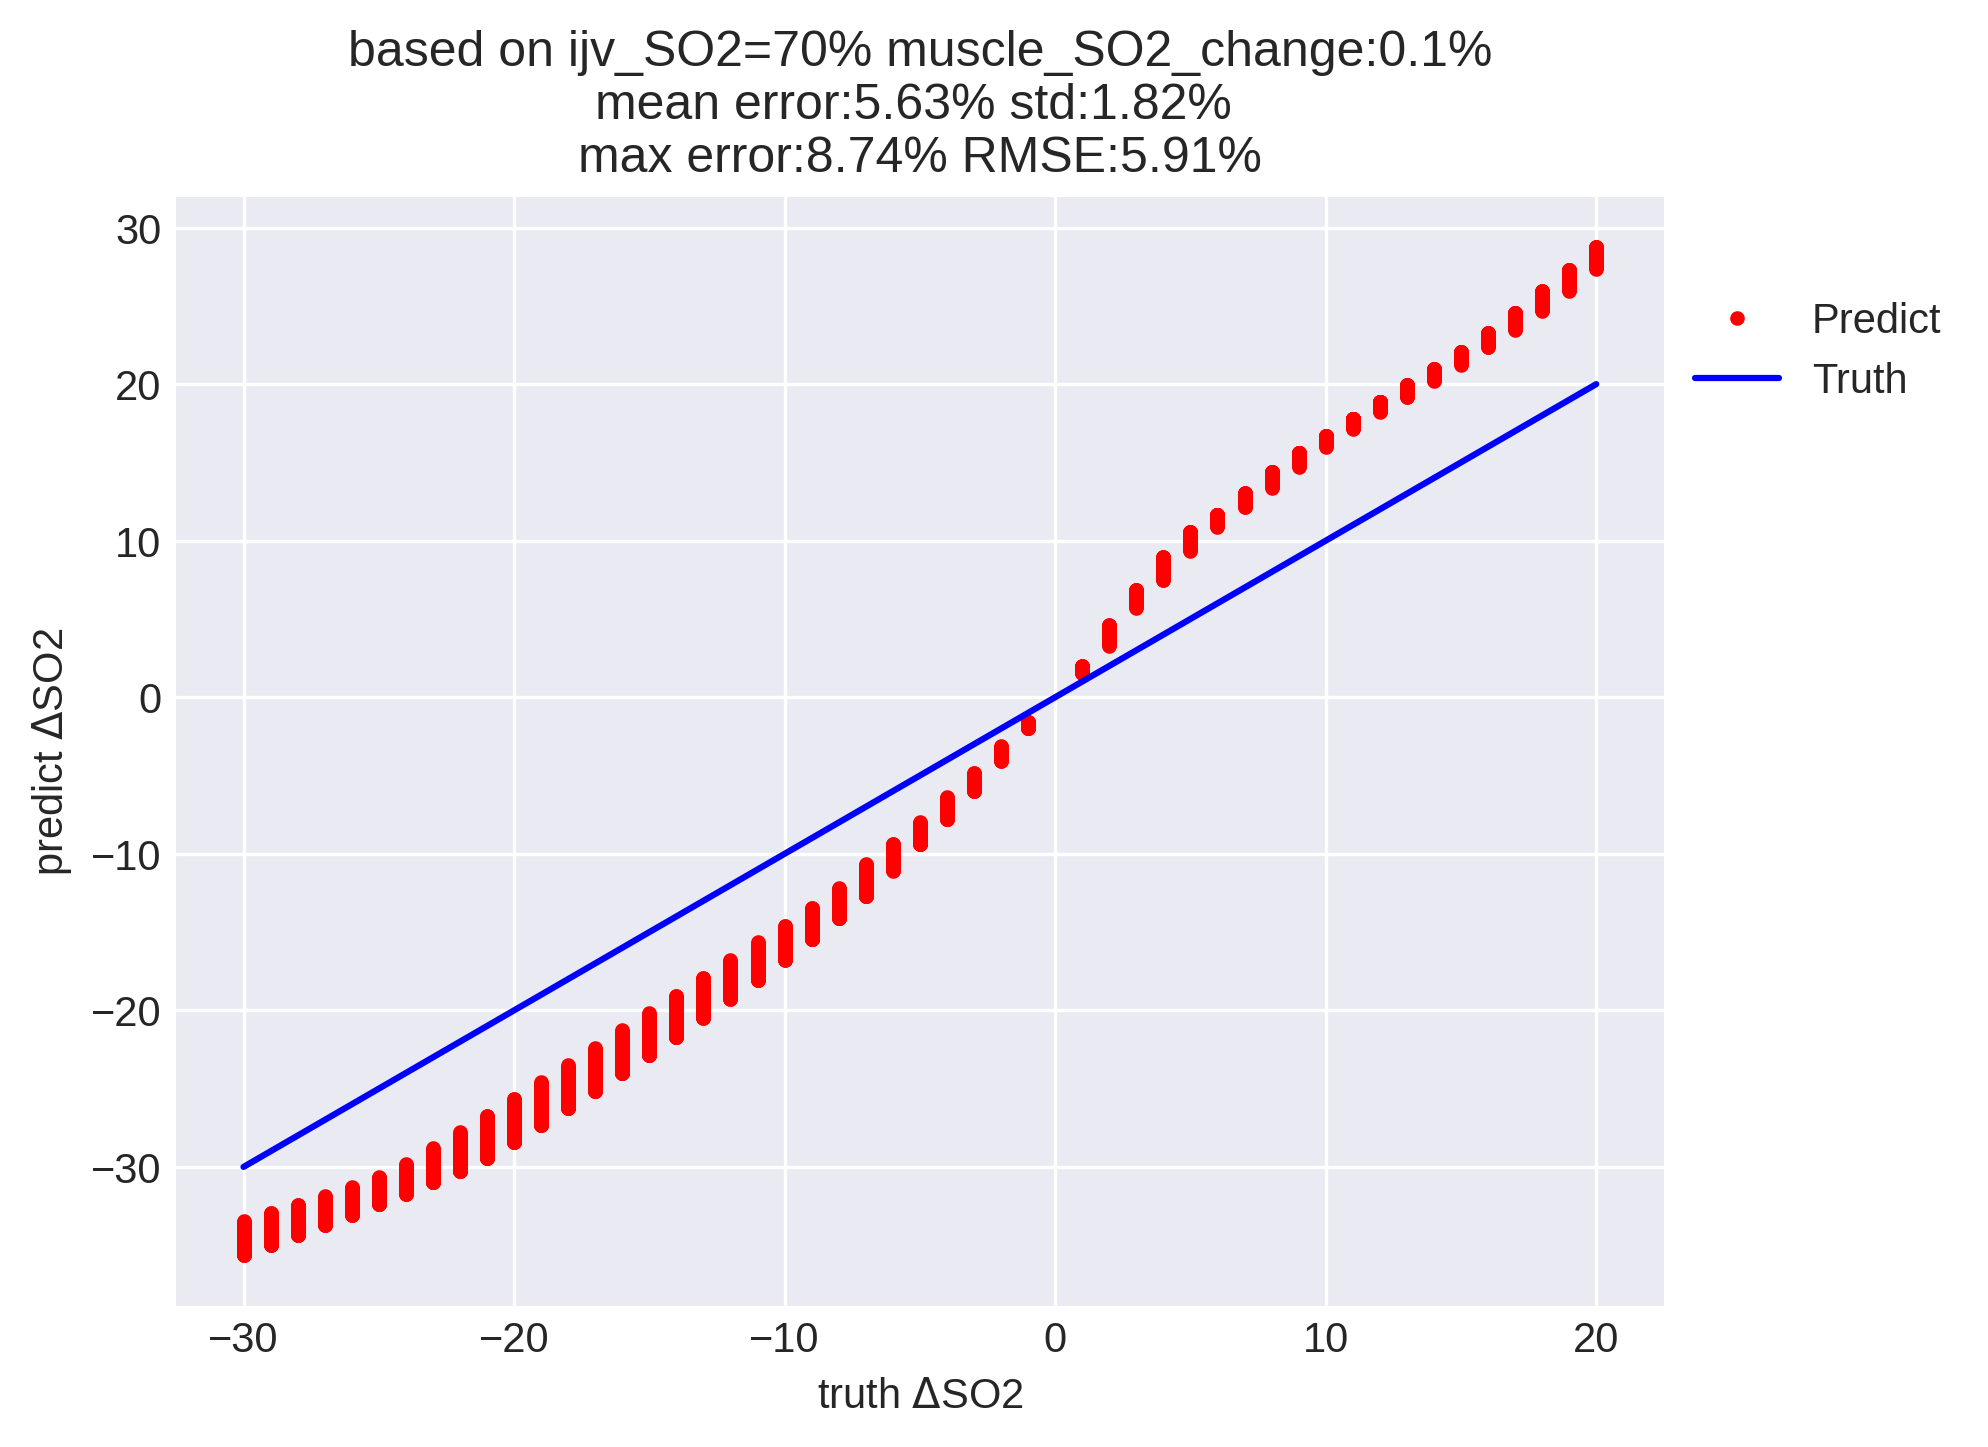 based on ijv_SO2=70% muscle_SO2_change:0.1%
mean error:5.63% std:1.82%
max error:8.74% RMSE:5.91%
30
20
10
0
−10
−20
−30
predict ΔSO2
−30
−20
−10
0
10
20
truth ΔSO2
Predict
Truth